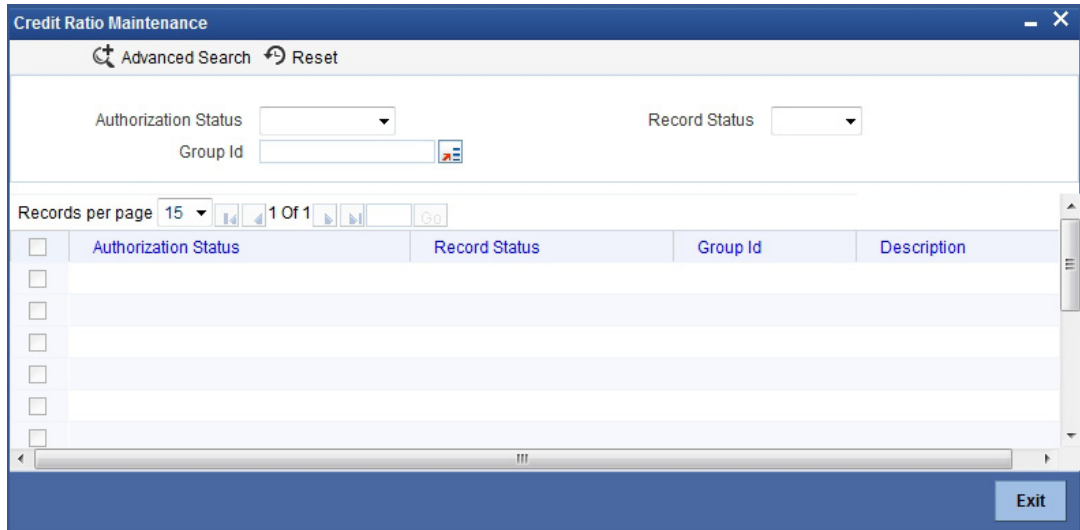 Credit Ratio Maintenance
Advanced Search Reset
Authorization Status Record Status
Group Id
Records per page 15 1 Of 1 Go
Authorization Status Record Status Group Id Description
Exit